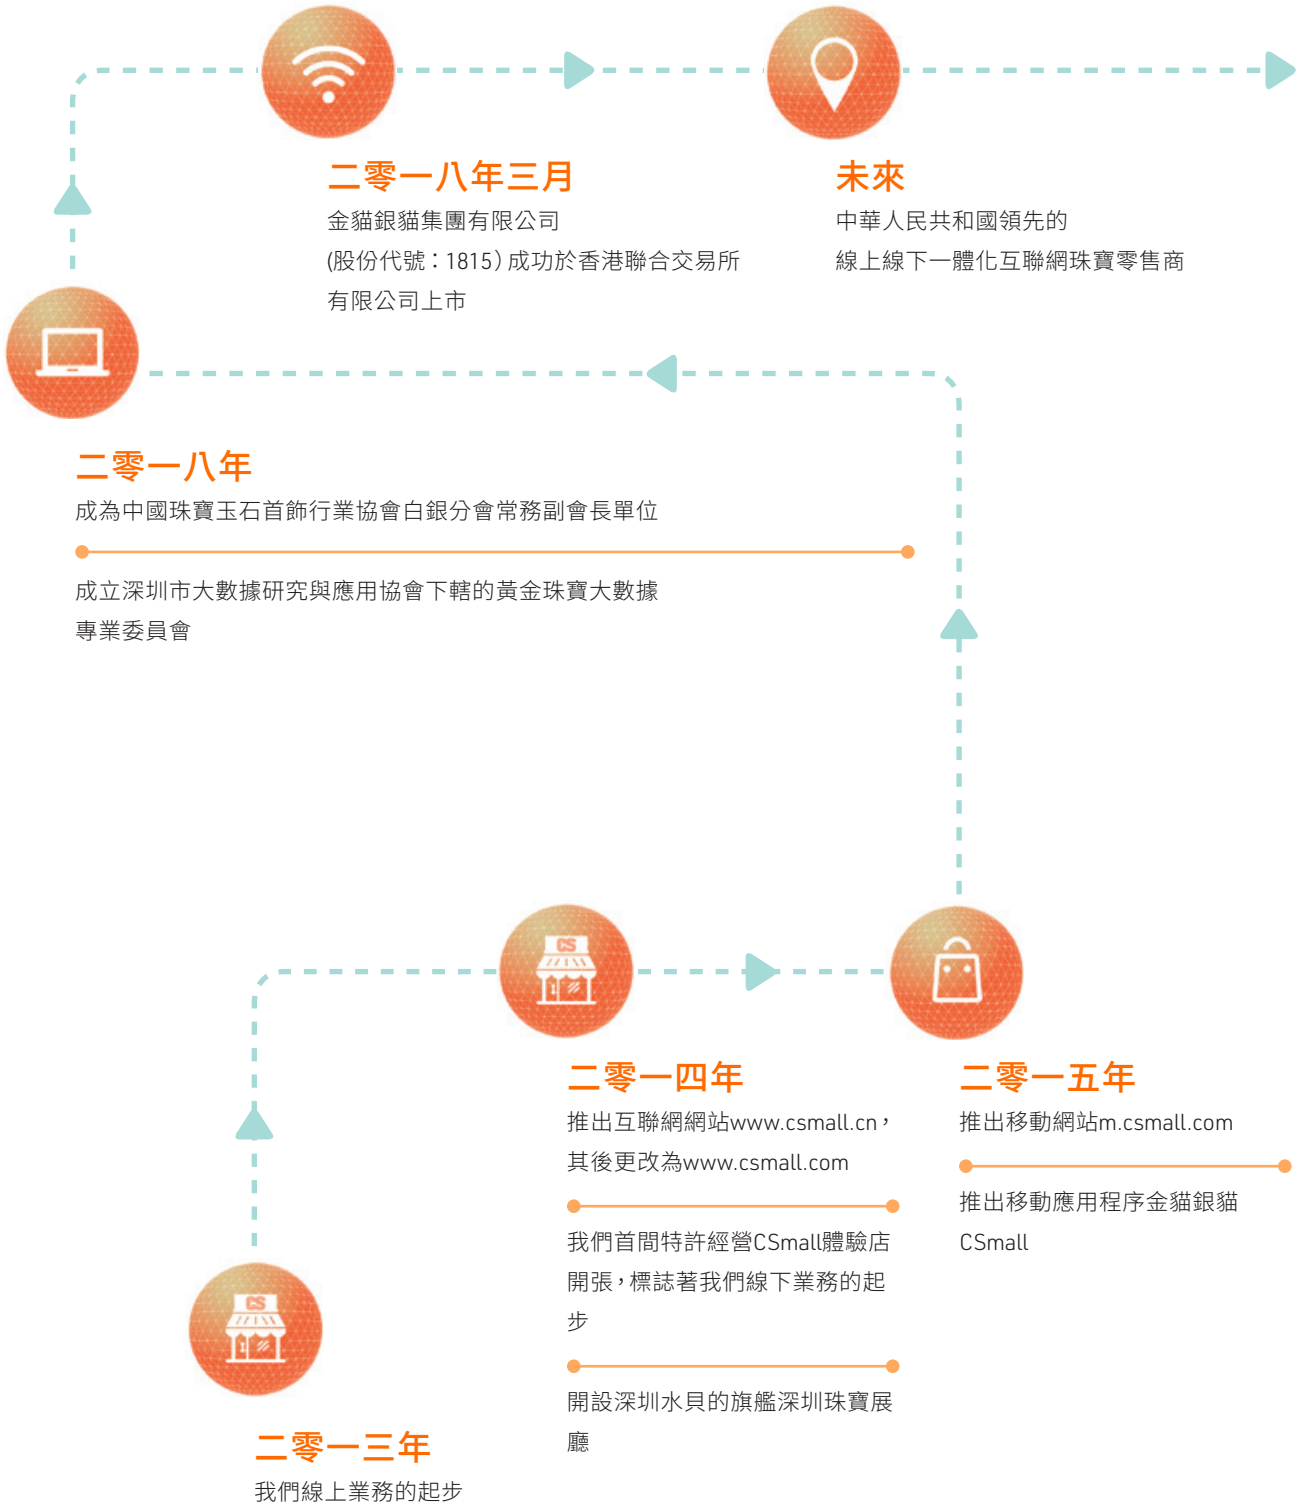 二零一八年三月
金貓銀貓集團有限公司
(股份代號：1815）成功於香港聯合交易所
有限公司上市
未來
中華人民共和國領先的
線上線下一體化互聯網珠寶零售商
二零一八年
成為中國珠寶玉石首飾行業協會白銀分會常務副會長單位
成立深圳市大數據研究與應用協會下轄的黃金珠寶大數據
專業委員會
CS
二零一四年
推出互聯網網站www.csmall.cn，
其後更改為www.csmall.com
我們首間特許經營CSmall體驗店
開張，標誌著我們線下業務的起
步
開設深圳水貝的旗艦深圳珠寶展
廳
二零一五年
推出移動網站m.csmall.com
推出移動應用程序金貓銀貓
CSmall
CS
二零一三年
我們線上業務的起步